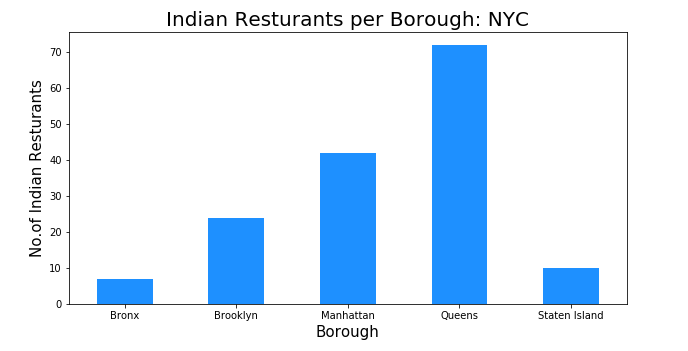 Indian Resturants per Borough: NYC
No.of Indian Resturants
70
60
50
40
30
20
10
0
Bronx Brooklyn Manhattan Queens Staten Island
Borough